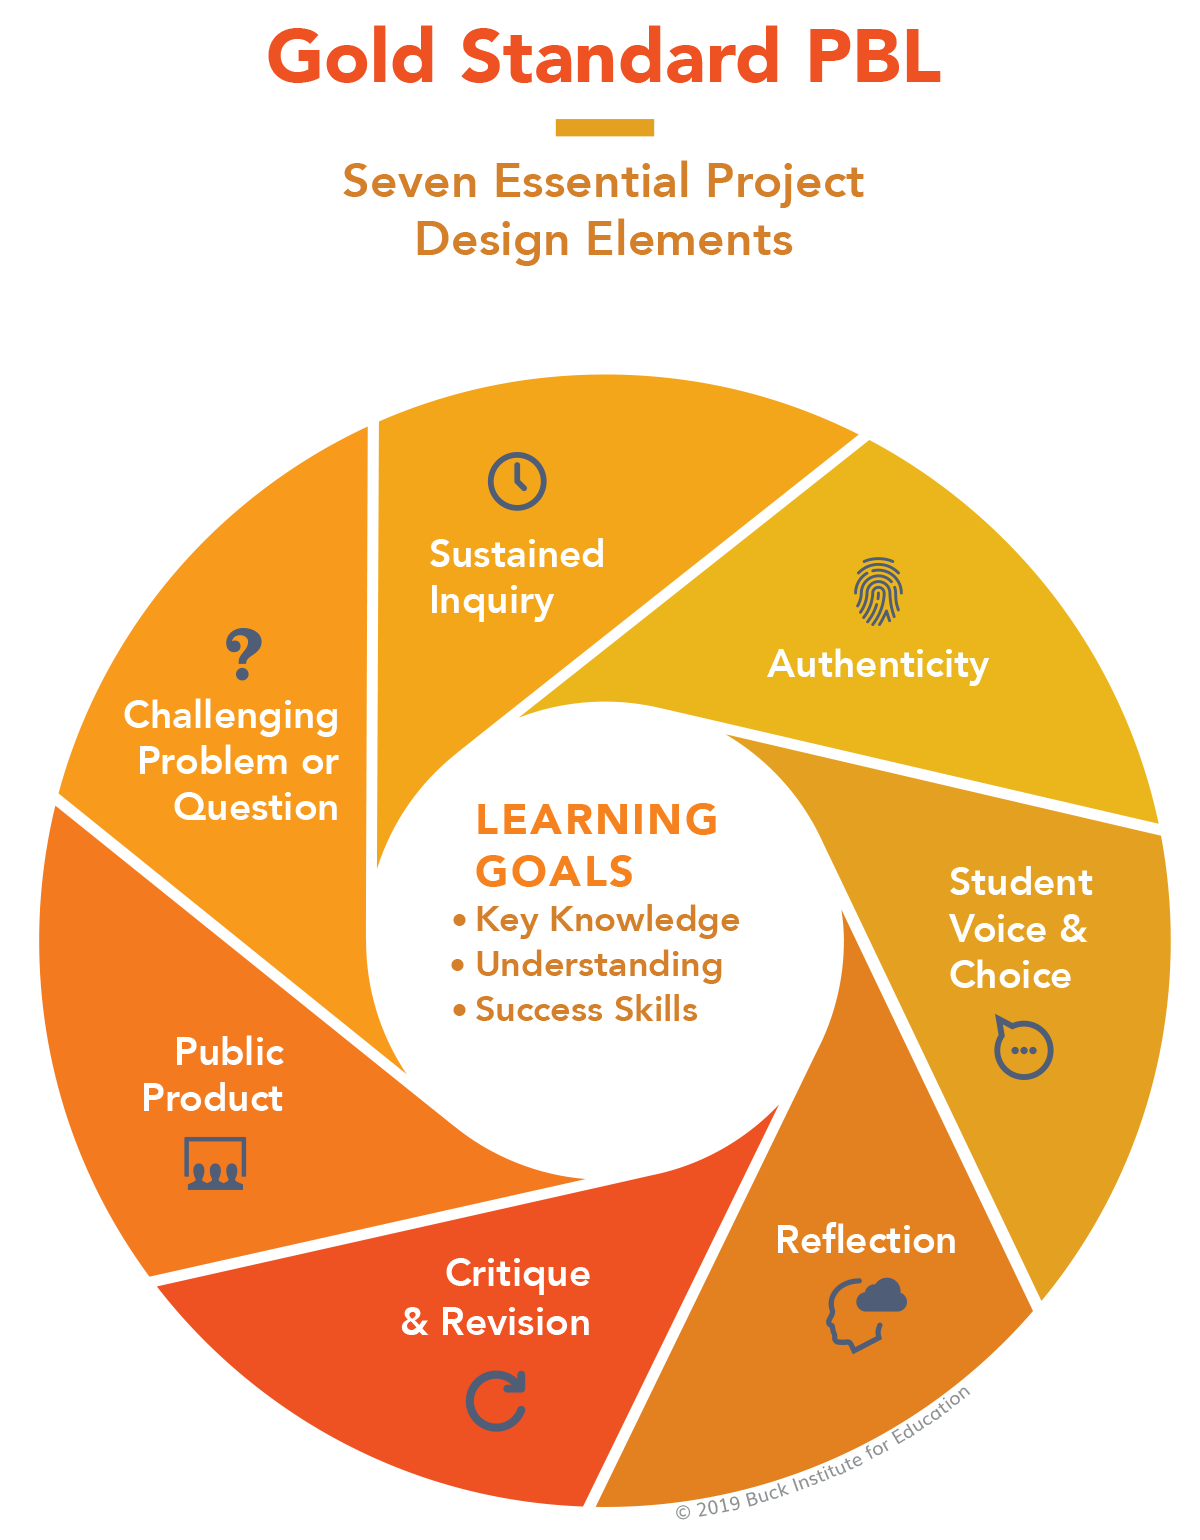 Gold Standard PBL
Seven Essential Project
Design Elements
Sustained
Inquiry
Authenticity
Challenging
Problem or
Question
LEARNING
GOALS
• Key Knowledge
• Understanding
• Success Skills
Student
Voice &
Choice
Public
Product
Reflection
Critique
& Revision
© 2019 Buck Institute for Education